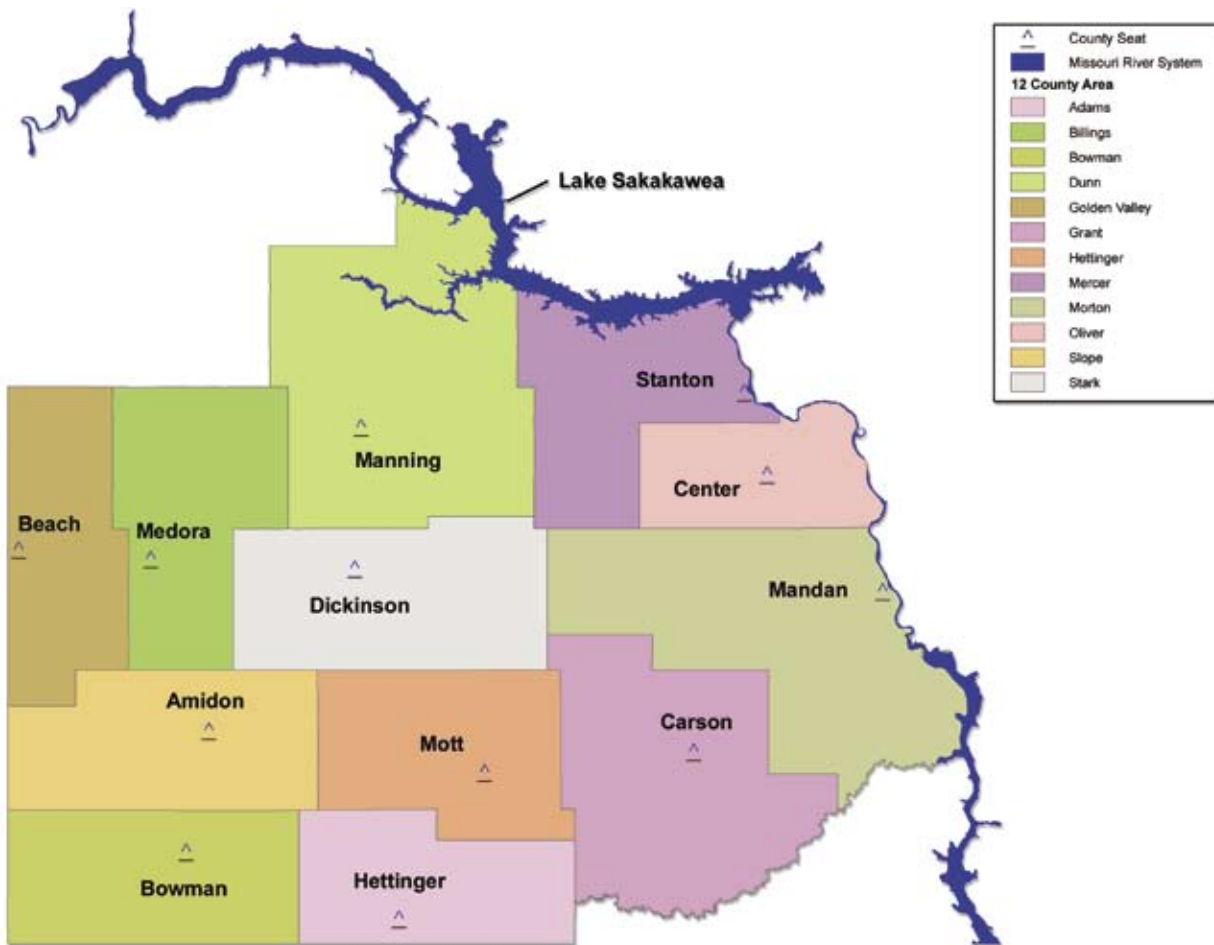 ^ County Seat
Missouri River System
12 County Area
Adams
Billings
Bowman
Dunn
Golden Valley
Grant
Hettinger
Mercer
Morton
Oliver
Slope
Stark
Lake Sakakawea
Stanton
Manning
Center
Beach
Medora
Dickinson
Mandan
Amidon
Mott
Carson
Bowman
Hettinger